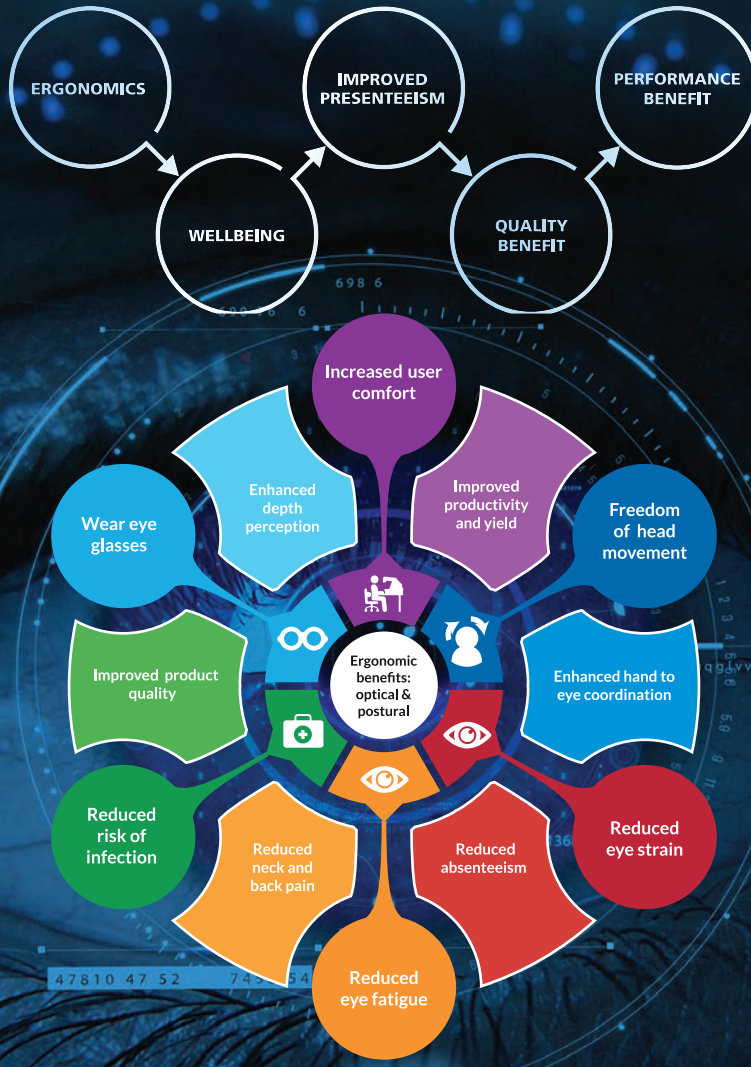 ERGONOMICS
WELLBEING
IMPROVED
PRESENTEEISM
QUALITY
BENEFIT
PERFORMANCE
BENEFIT
698 6
Increased user
comfort
Enhanced
depth
perception
Improved
productivity
and yield
Wear eye
glasses
Freedom
of head
movement
Ergonomic
benefits:
optical &
postural
Improved product
quality
Enhanced hand to
eye coordination
Reduced
risk of
infection
Reduced
neck and
back pain
Reduced
absenteeism
Reduced
eye strain
Reduced
eye fatigue
47810 47 52